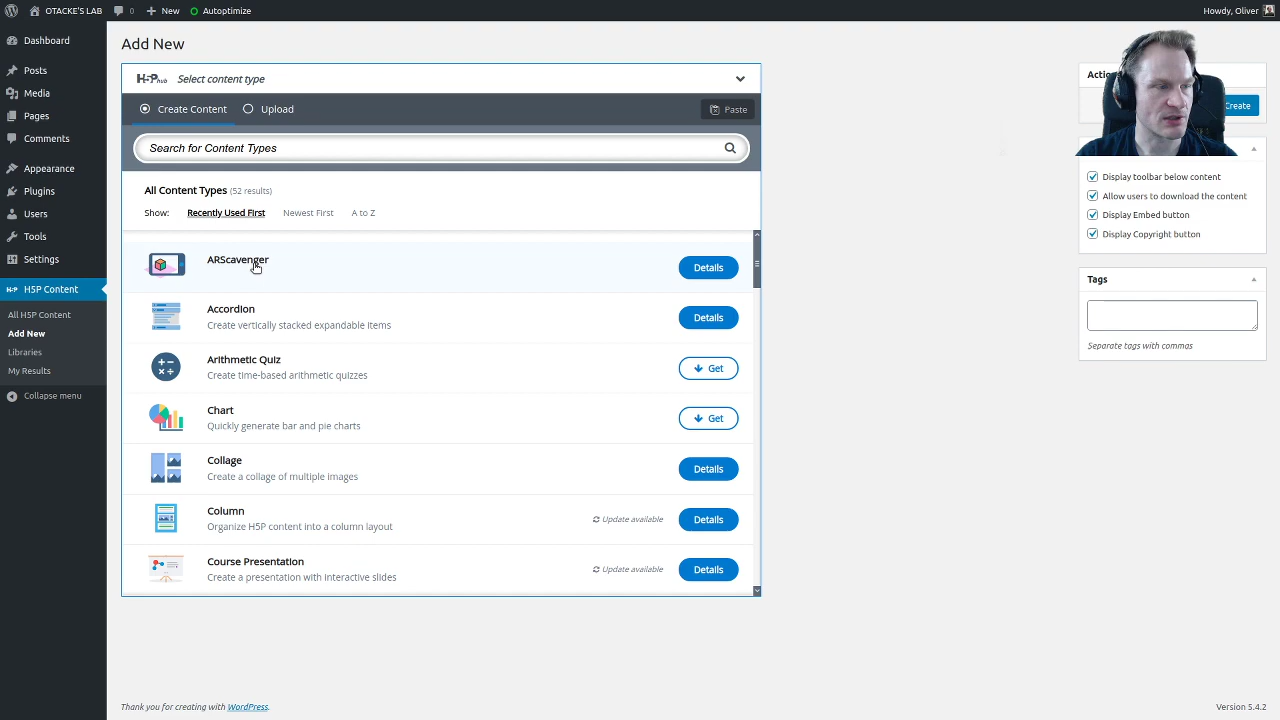 OTACKE'S LAB 0 New Autoptimize Howdy, Oliver
Dashboard
Posts
Media
Pages
Comments
Appearance
Plugins
Users
Tools
Settings
H5P Content
All H5P Content
Add New
Libraries
My Results
Collapse menu
Add New
H5P hub Select content type
Create Content Upload Paste
Search for Content Types
All Content Types (52 results)
Show: Recently Used First Newest First A to Z
ARScavenger
Details
Accordion
Create vertically stacked expandable items
Details
Arithmetic Quiz
Create time-based arithmetic quizzes
Get
Chart
Quickly generate bar and pie charts
Get
Collage
Create a collage of multiple images
Details
Column
Organize H5P content into a column layout
Update available Details
Course Presentation
Create a presentation with interactive slides
Update available Details
Create
Display toolbar below content
Allow users to download the content
Display Embed button
Display Copyright button
Tags
Separate tags with commas
Thank you for creating with WordPress.
Version 5.4.2